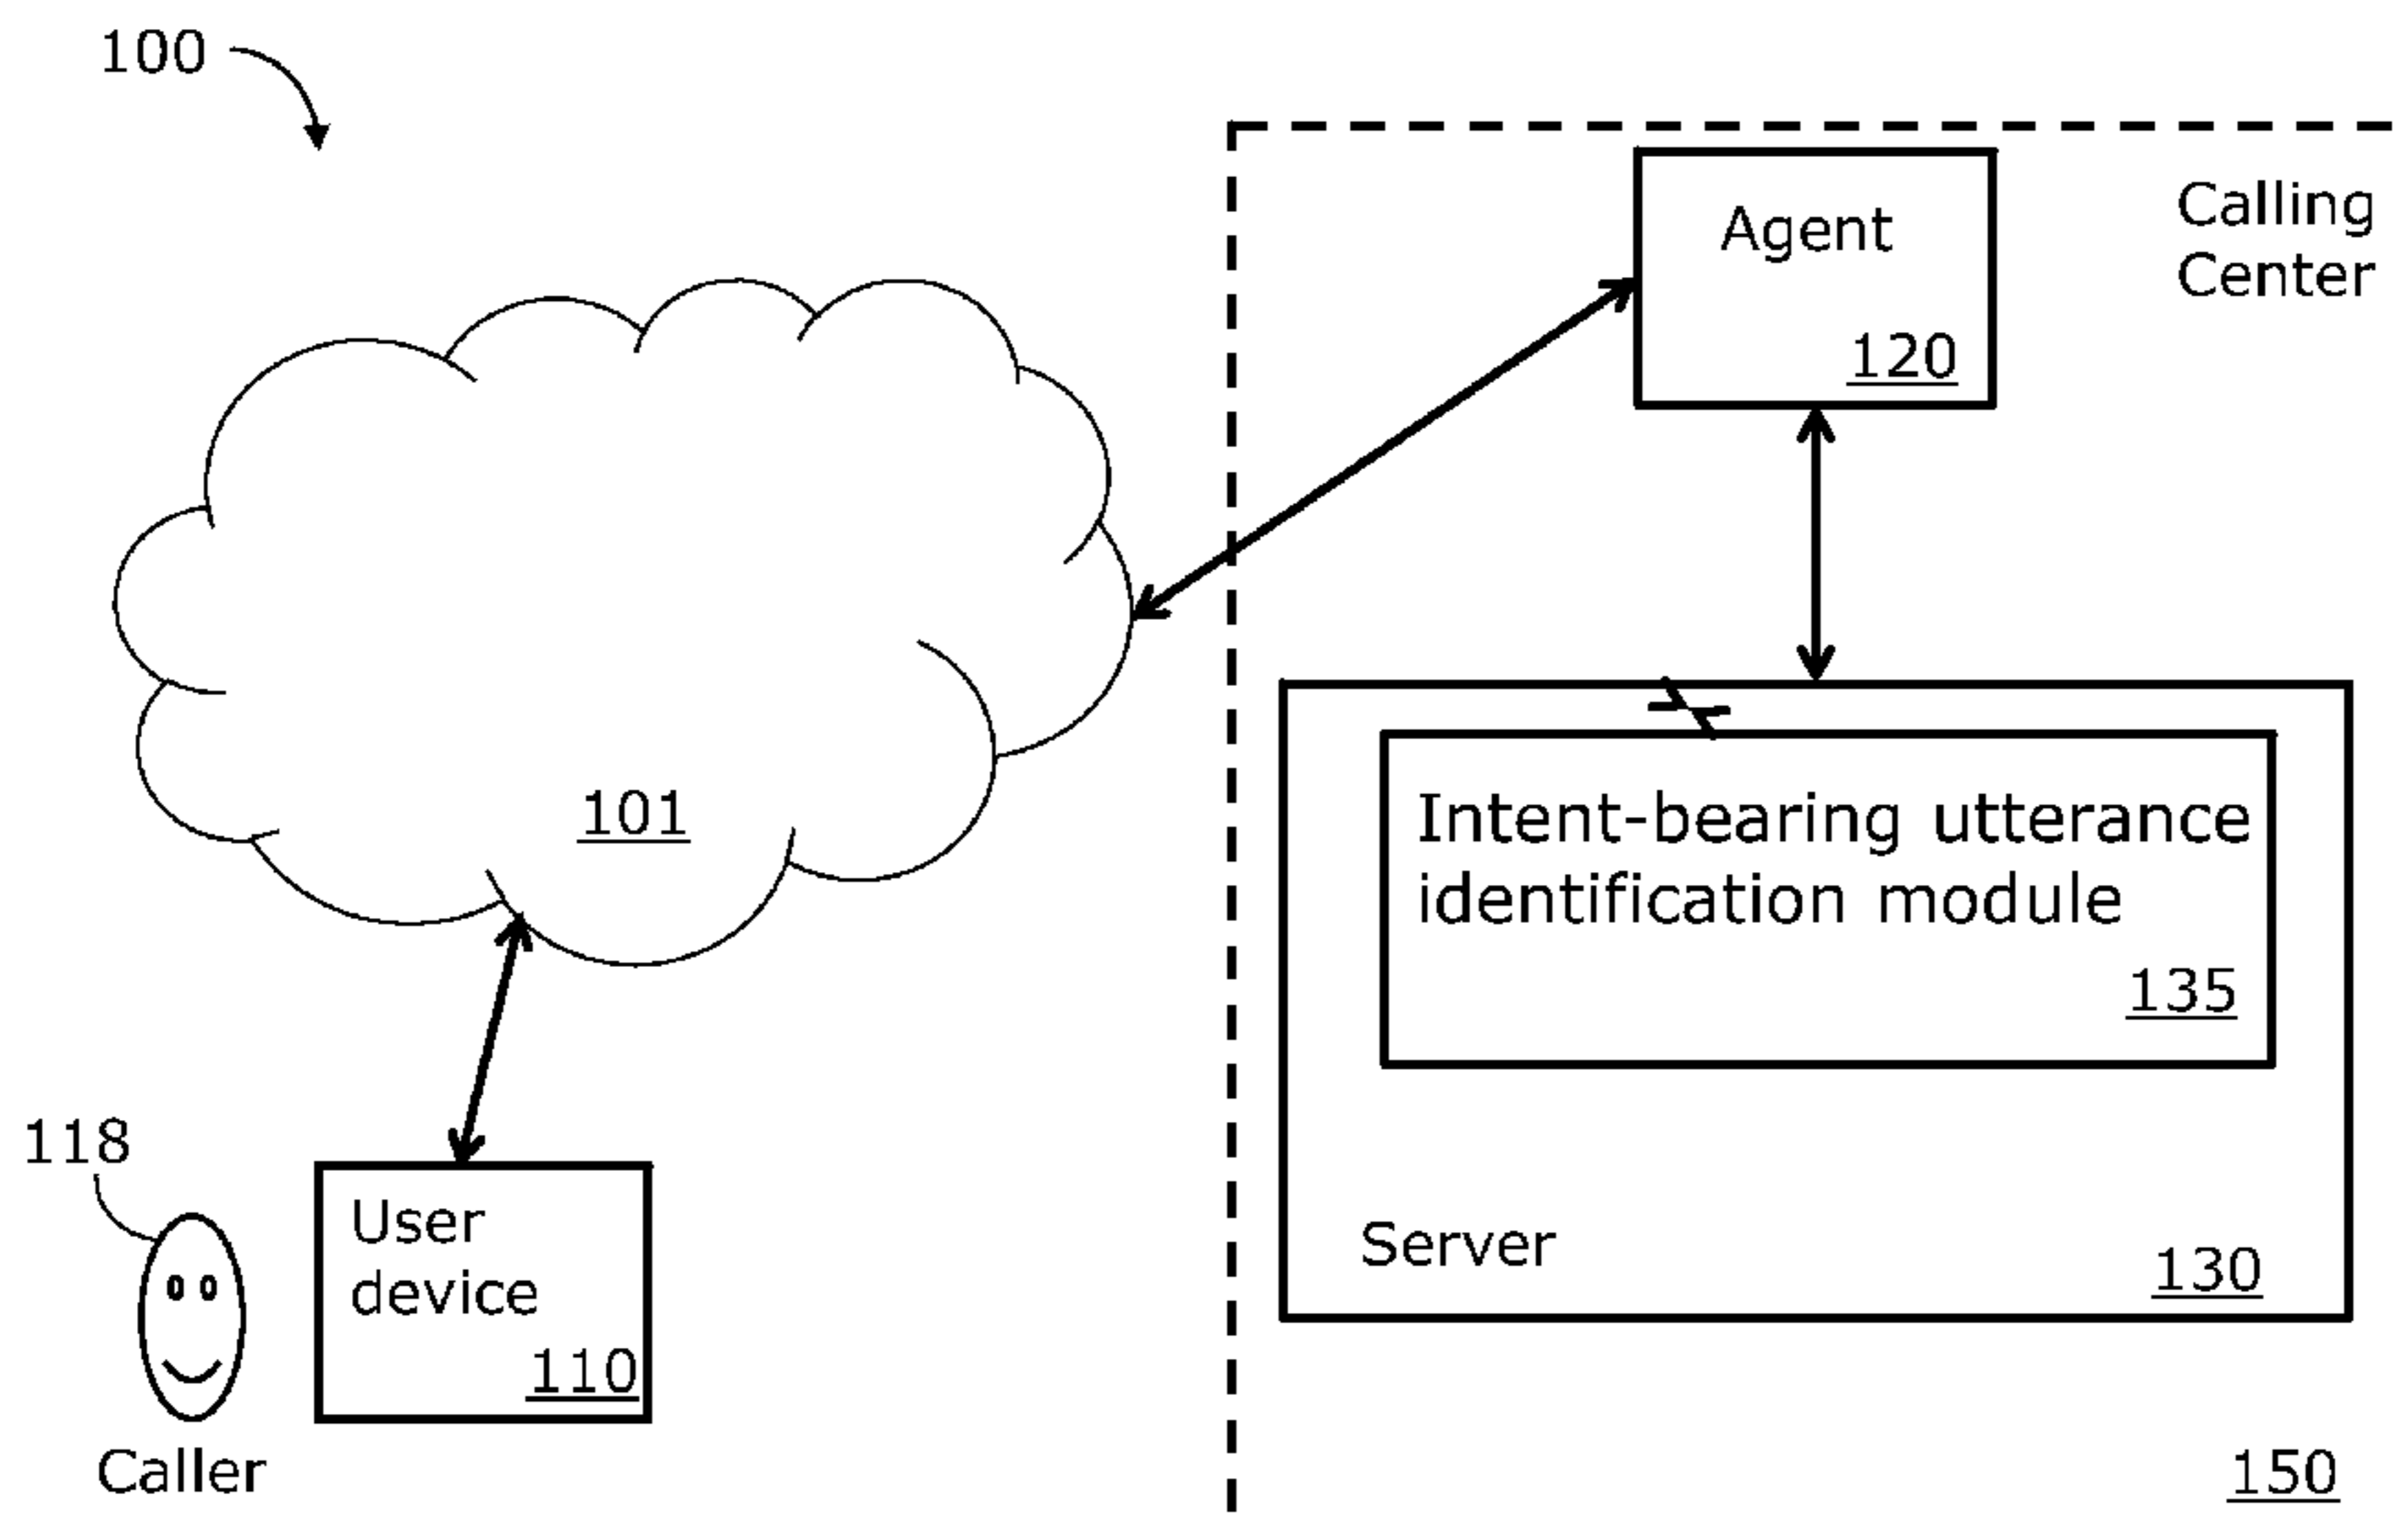 100
Calling
Center
Agent
120
101
Intent-bearing utterance
identification module
135
Server
130
118
User
device
110
Caller
150